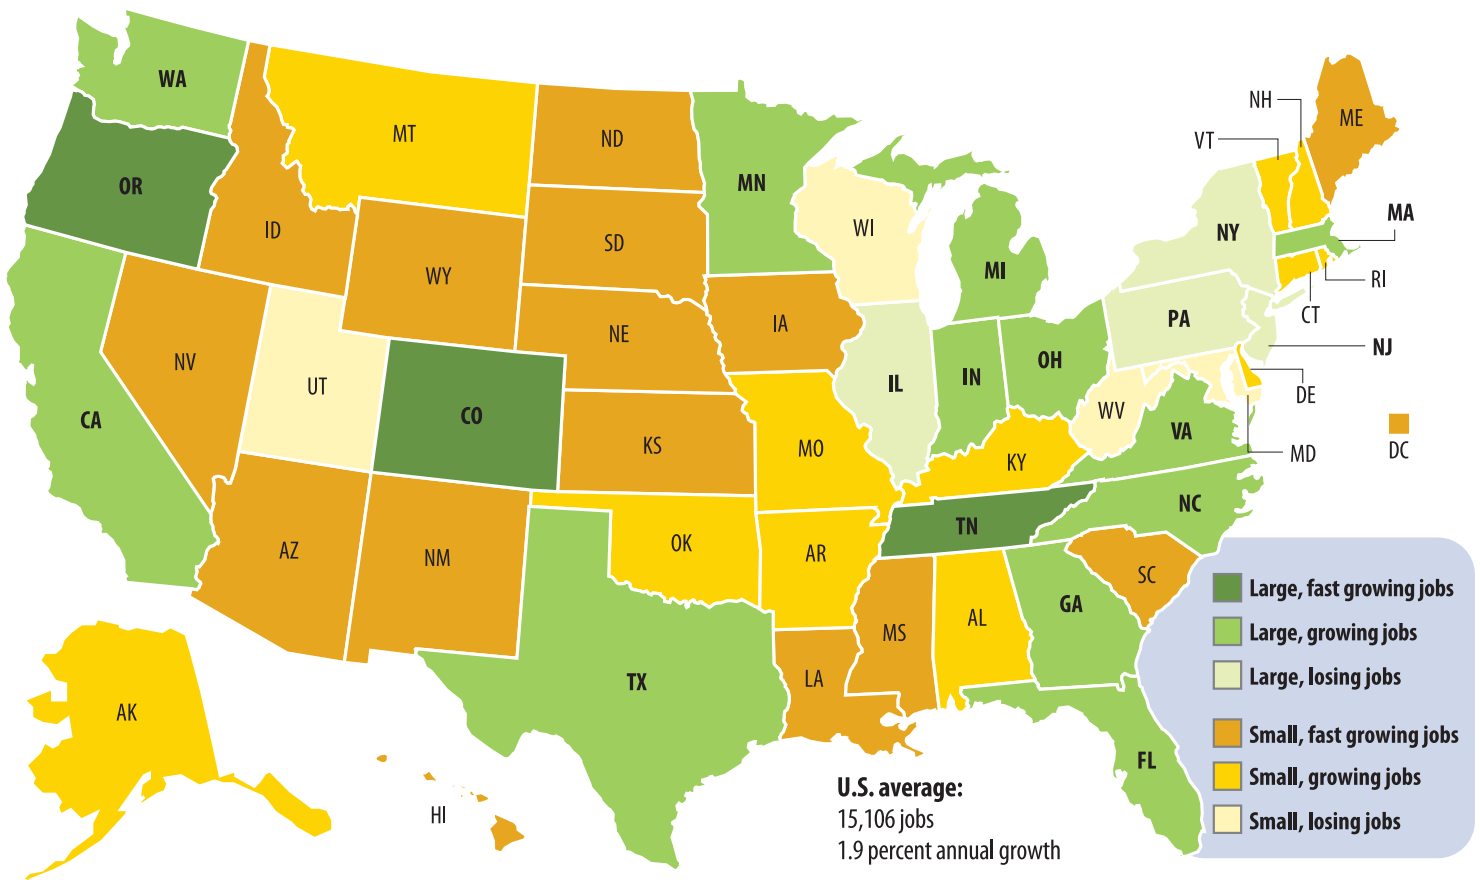 WA
MT
ND
MN
OR
ID
SD
WY
WI
MI
NH
VT
ME
MA
NY
RI
CT
NJ
PA
NV
UT
CO
NE
IA
IL
IN
OH
DE
DC
MD
WV
VA
CA
KS
MO
KY
NC
AZ
NM
OK
AR
TN
SC
GA
AL
MS
LA
TX
FL
AK
HI
Large, fast growing jobs
Large, growing jobs
Large, losing jobs
Small, fast growing jobs
Small, growing jobs
Small, losing jobs
U.S. average:
15,106 jobs
1.9 percent annual growth